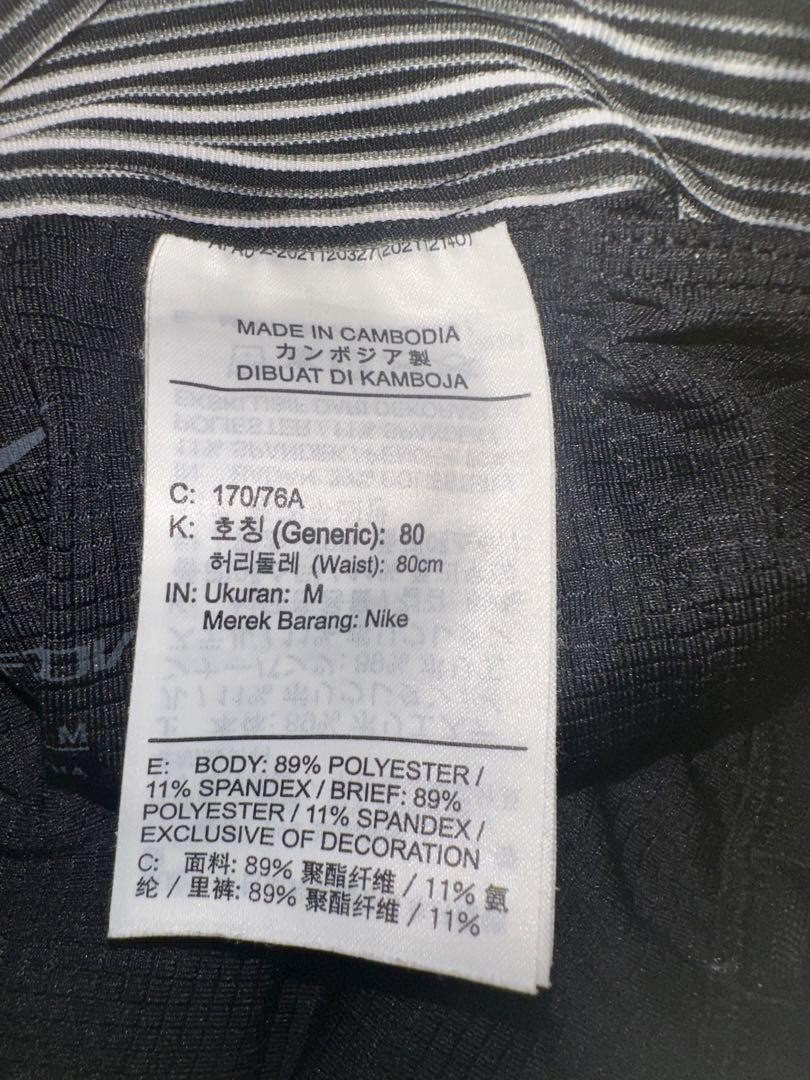 MADE IN CAMBODIA
カンボジア製
DIBUAT DI KAMBOJA
C: 170/76A
K: 호칭 (Generic): 80
허리둘레 (Waist): 80cm
IN: Ukuran: M
Merek Barang: Nike
E: BODY: 89% POLYESTER /
11% SPANDEX / BRIEF: 89%
POLYESTER / 11% SPANDEX /
EXCLUSIVE OF DECORATION
C: 面料: 89% 聚酯纤维 / 11% 氨
纶 / 里裤: 89% 聚酯纤维 / 11%
M